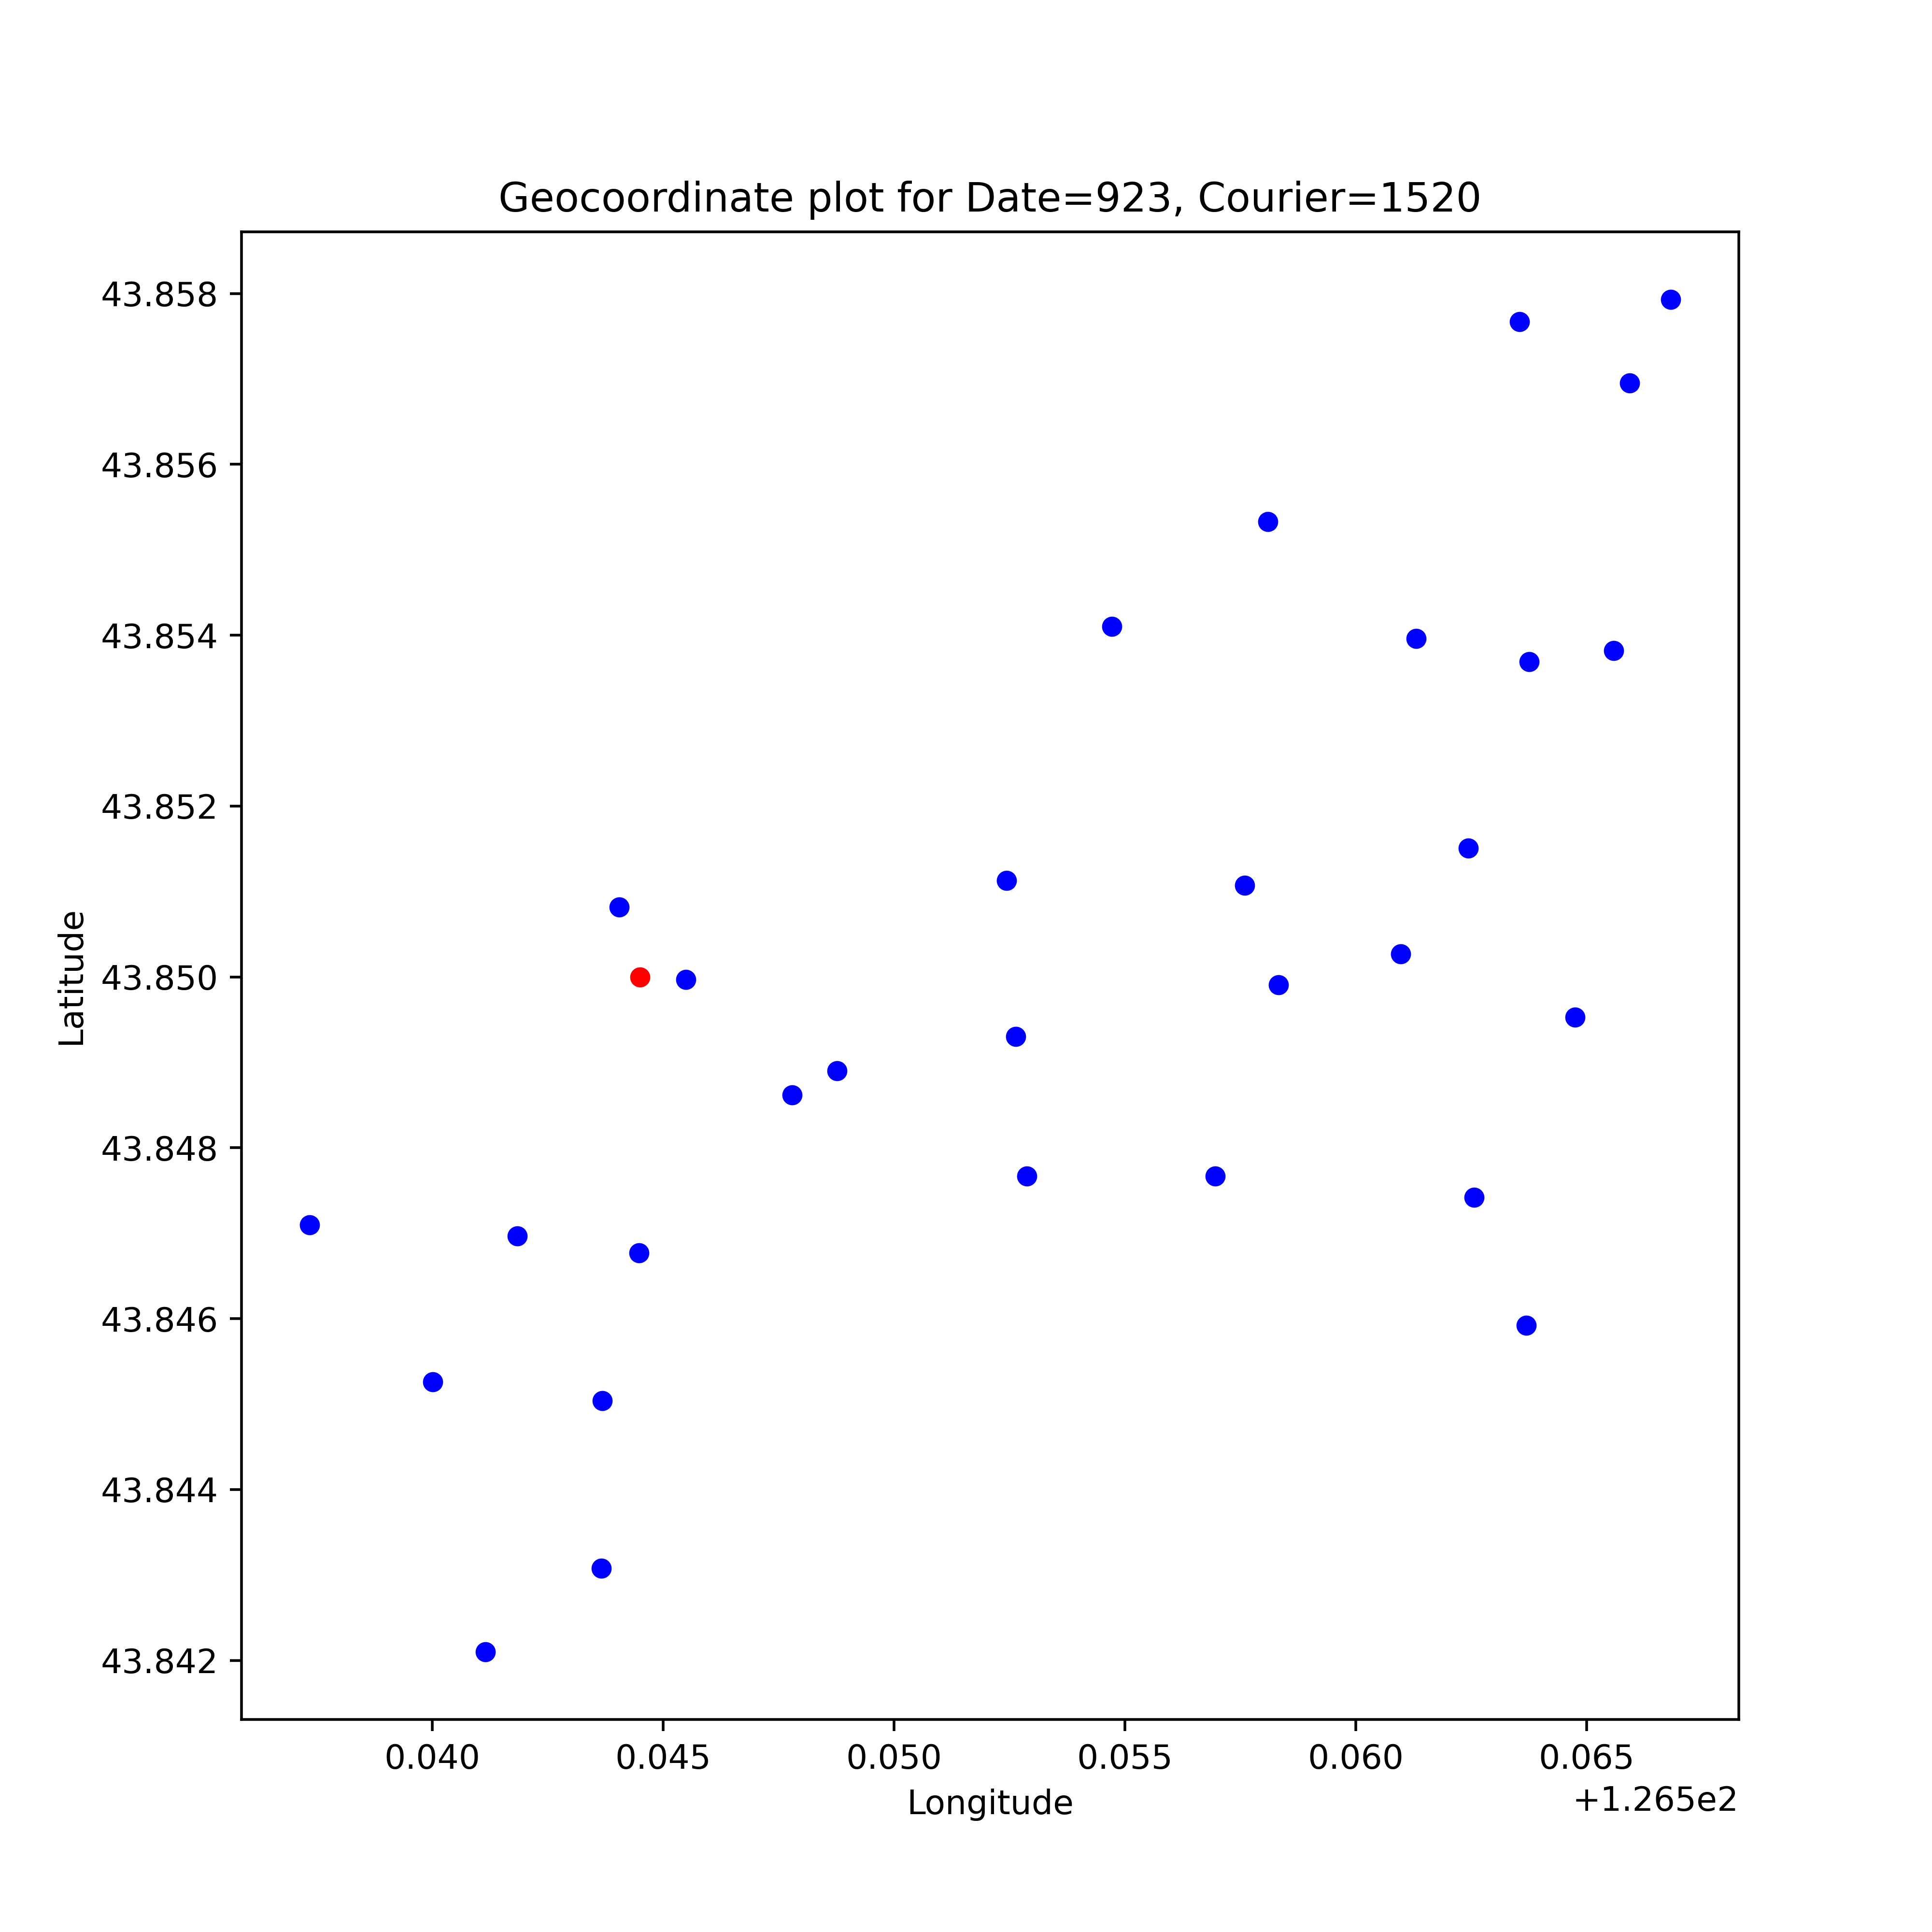 Geocoordinate plot for Date=923, Courier=1520
43.858
43.856
43.854
43.852
43.850
43.848
43.846
43.844
43.842
Latitude
0.040 0.045 0.050 0.055 0.060 0.065
+1.265e2
Longitude